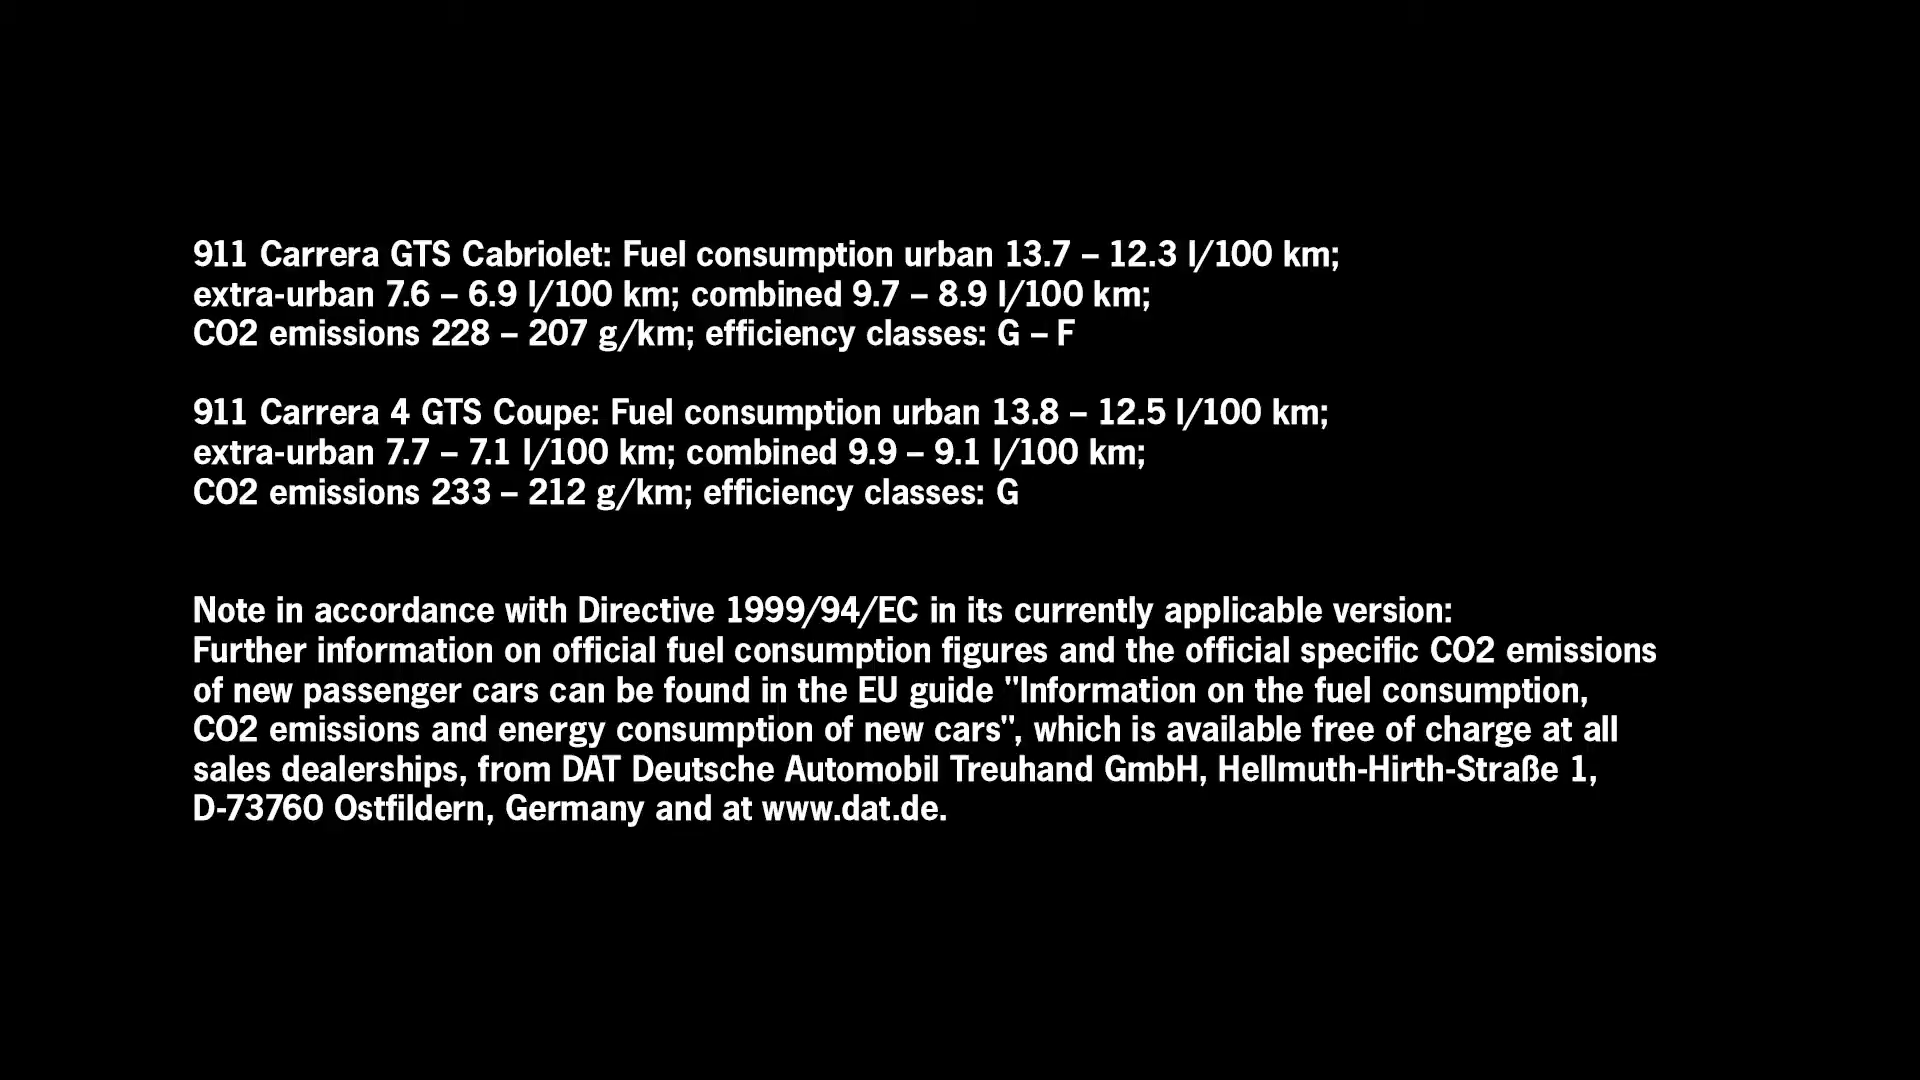 911 Carrera GTS Cabriolet: Fuel consumption urban 13.7 – 12.3 l/100 km;
extra-urban 7.6 – 6.9 l/100 km; combined 9.7 – 8.9 l/100 km;
CO2 emissions 228 – 207 g/km; efficiency classes: G – F
911 Carrera 4 GTS Coupe: Fuel consumption urban 13.8 – 12.5 l/100 km;
extra-urban 7.7 – 7.1 l/100 km; combined 9.9 – 9.1 l/100 km;
CO2 emissions 233 – 212 g/km; efficiency classes: G
Note in accordance with Directive 1999/94/EC in its currently applicable version:
Further information on official fuel consumption figures and the official specific CO2 emissions
of new passenger cars can be found in the EU guide "Information on the fuel consumption,
CO2 emissions and energy consumption of new cars", which is available free of charge at all
sales dealerships, from DAT Deutsche Automobil Treuhand GmbH, Hellmuth-Hirth-Straße 1,
D-73760 Ostfildern, Germany and at www.dat.de.